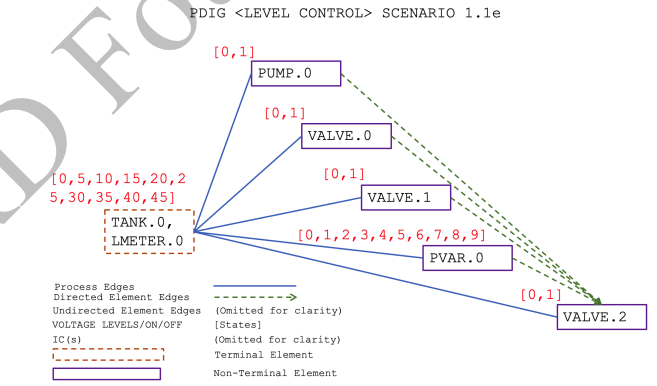 PDIG <LEVEL CONTROL> SCENARIO 1.1e
[0,1]
PUMP.0
[0,1]
VALVE.0
[0,1]
VALVE.1
[0,5,10,15,20,2
5,30,35,40,45]
TANK.0,
LMETER.0
[0,1,2,3,4,5,6,7,8,9]
PVAR.0
[0,1]
VALVE.2
Process Edges
Directed Element Edges
Undirected Element Edges (Omitted for clarity)
VOLTAGE LEVELS/ON/OFF [States]
IC(s) (Omitted for clarity)
Terminal Element
Non-Terminal Element